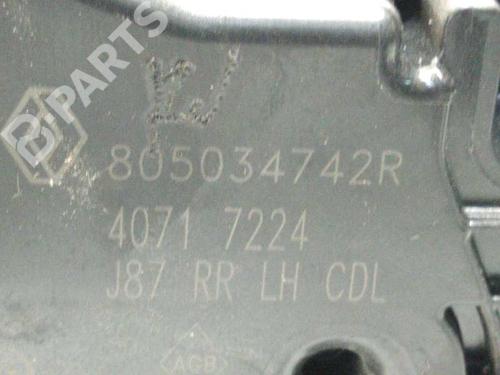 B-PARTS
805034742R
4071 7224
J87 RR LH CDL
ACB